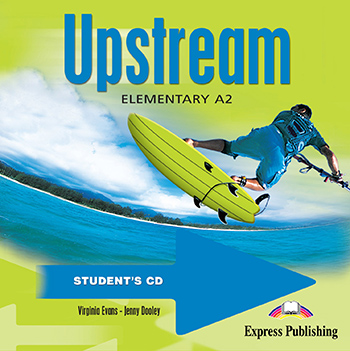 Upstream
ELEMENTARY A2
STUDENT'S CD
Virginia Evans - Jenny Dooley
Express Publishing